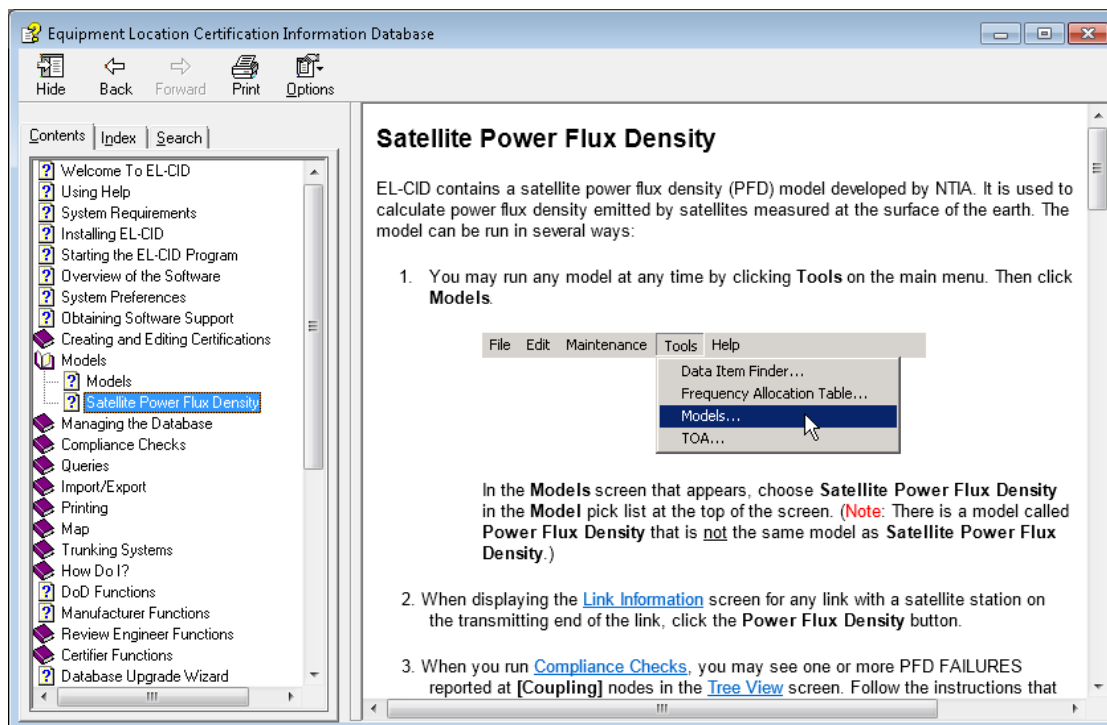 Equipment Location Certification Information Database
Hide Back Forward Print Options
Contents Index Search
Welcome To EL-CID
Using Help
System Requirements
Installing EL-CID
Starting the EL-CID Program
Overview of the Software
System Preferences
Obtaining Software Support
Creating and Editing Certifications
Models
Models
Satellite Power Flux Density
Managing the Database
Compliance Checks
Queries
Import/Export
Printing
Map
Trunking Systems
How Do I?
DoD Functions
Manufacturer Functions
Review Engineer Functions
Certifier Functions
Database Upgrade Wizard
Satellite Power Flux Density
EL-CID contains a satellite power flux density (PFD) model developed by NTIA. It is used to
calculate power flux density emitted by satellites measured at the surface of the earth. The
model can be run in several ways:
1. You may run any model at any time by clicking Tools on the main menu. Then click
Models.
File Edit Maintenance Tools Help
Data Item Finder...
Frequency Allocation Table...
Models...
TOA...
In the Models screen that appears, choose Satellite Power Flux Density
in the Model pick list at the top of the screen. (Note: There is a model called
Power Flux Density that is not the same model as Satellite Power Flux
Density.)
2. When displaying the Link Information screen for any link with a satellite station on
the transmitting end of the link, click the Power Flux Density button.
3. When you run Compliance Checks, you may see one or more PFD FAILURES
reported at [Coupling] nodes in the Tree View screen. Follow the instructions that